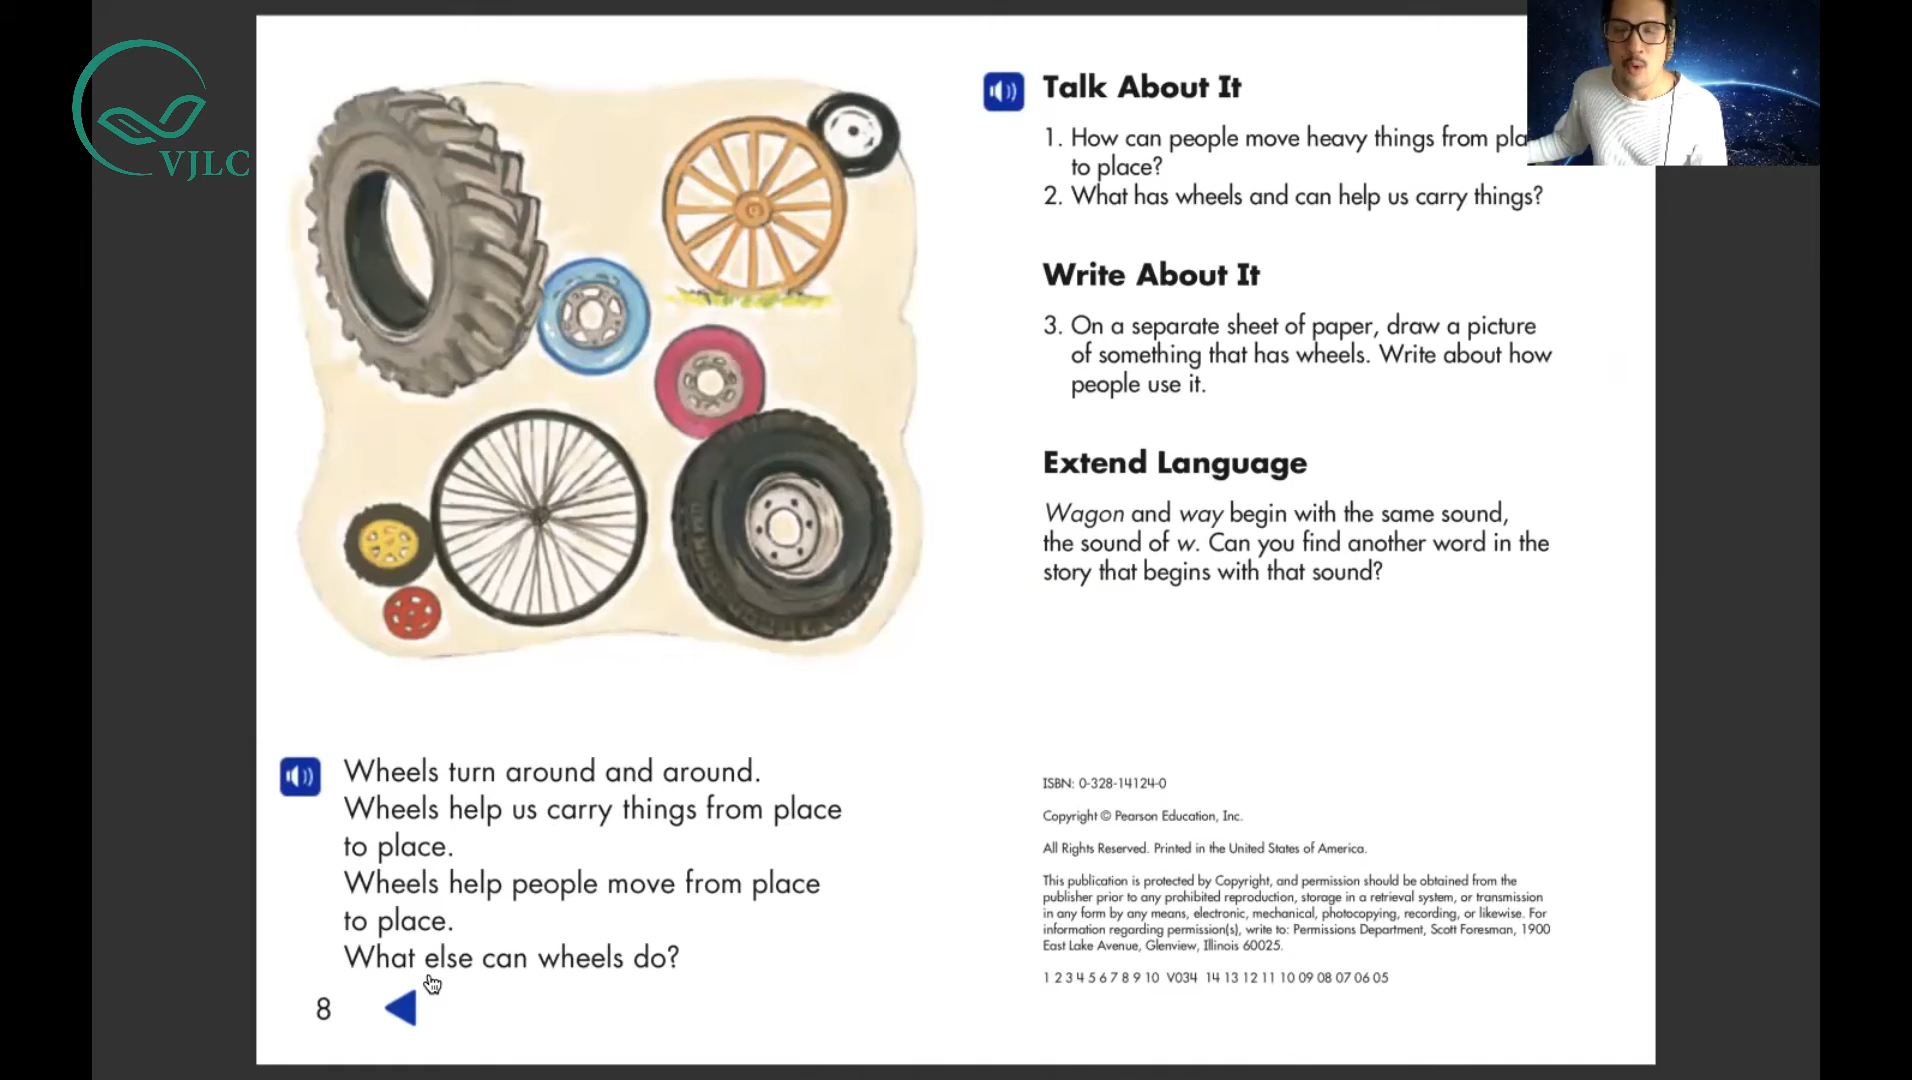 VJLC
Wheels turn around and around.
Wheels help us carry things from place
to place.
Wheels help people move from place
to place.
What else can wheels do?
8
Talk About It
1. How can people move heavy things from pla
to place?
2. What has wheels and can help us carry things?
Write About It
3. On a separate sheet of paper, draw a picture
of something that has wheels. Write about how
people use it.
Extend Language
Wagon and way begin with the same sound,
the sound of w. Can you find another word in the
story that begins with that sound?
ISBN: 0-328-14124-0
Copyright © Pearson Education, Inc.
All Rights Reserved. Printed in the United States of America.
This publication is protected by Copyright, and permission should be obtained from the
publisher prior to any prohibited reproduction, storage in a retrieval system, or transmission
in any form by any means, electronic, mechanical, photocopying, recording, or likewise. For
information regarding permission(s), write to: Permissions Department, Scott Foresman, 1900
East Lake Avenue, Glenview, Illinois 60025.
1 2 3 4 5 6 7 8 9 10 V034 14 13 12 11 10 09 08 07 06 05